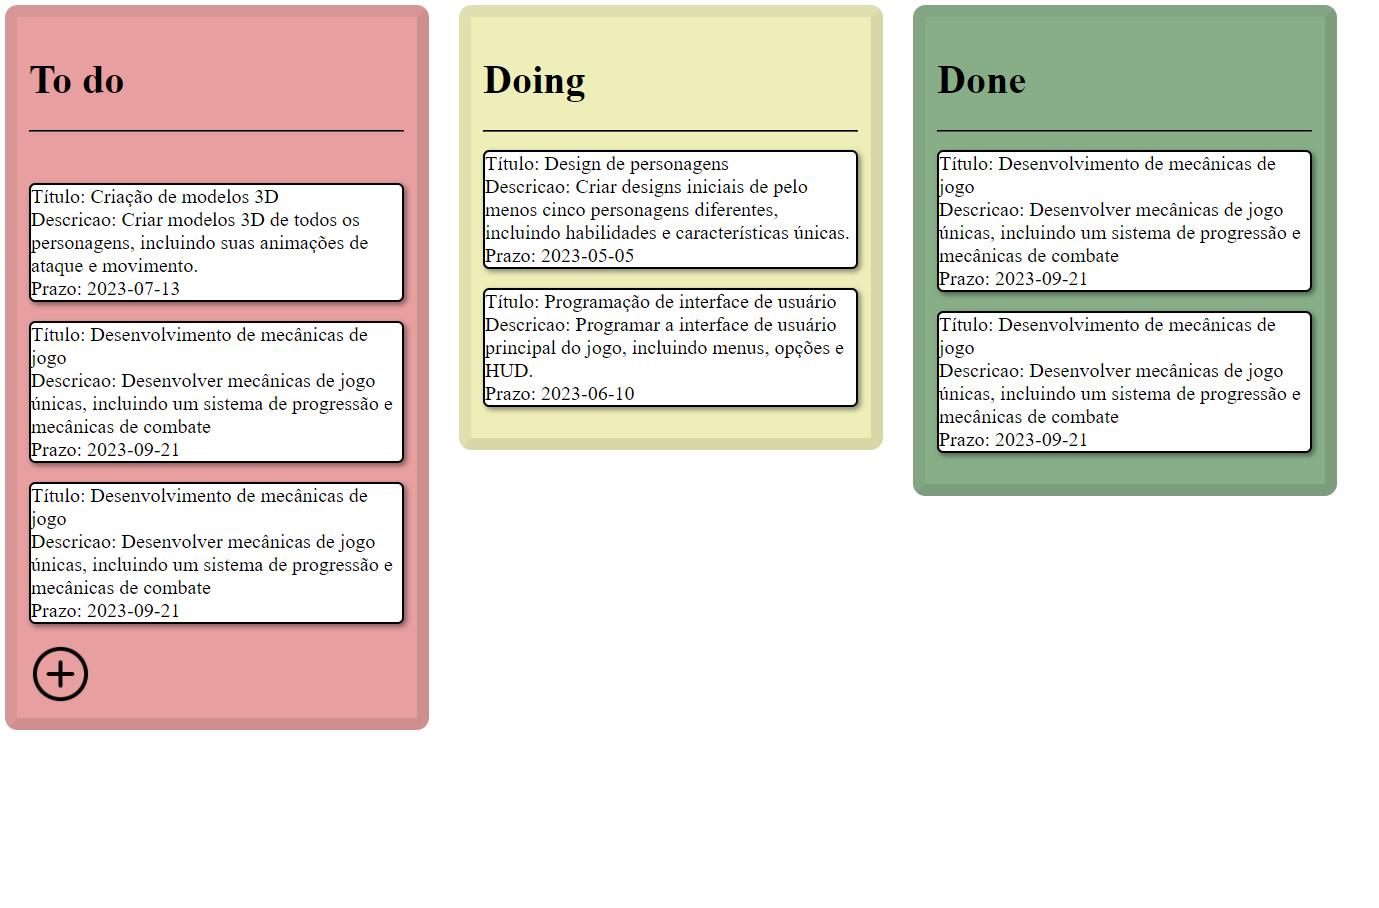 To do
Título: Criação de modelos 3D
Descricao: Criar modelos 3D de todos os
personagens, incluindo suas animações de
ataque e movimento.
Prazo: 2023-07-13
Título: Desenvolvimento de mecânicas de
jogo
Descricao: Desenvolver mecânicas de jogo
únicas, incluindo um sistema de progressão e
mecânicas de combate
Prazo: 2023-09-21
Título: Desenvolvimento de mecânicas de
jogo
Descricao: Desenvolver mecânicas de jogo
únicas, incluindo um sistema de progressão e
mecânicas de combate
Prazo: 2023-09-21
Doing
Título: Design de personagens
Descricao: Criar designs iniciais de pelo
menos cinco personagens diferentes,
incluindo habilidades e características únicas.
Prazo: 2023-05-05
Título: Programação de interface de usuário
Descricao: Programar a interface de usuário
principal do jogo, incluindo menus, opções e
HUD.
Prazo: 2023-06-10
Done
Título: Desenvolvimento de mecânicas de
jogo
Descricao: Desenvolver mecânicas de jogo
únicas, incluindo um sistema de progressão e
mecânicas de combate
Prazo: 2023-09-21
Título: Desenvolvimento de mecânicas de
jogo
Descricao: Desenvolver mecânicas de jogo
únicas, incluindo um sistema de progressão e
mecânicas de combate
Prazo: 2023-09-21